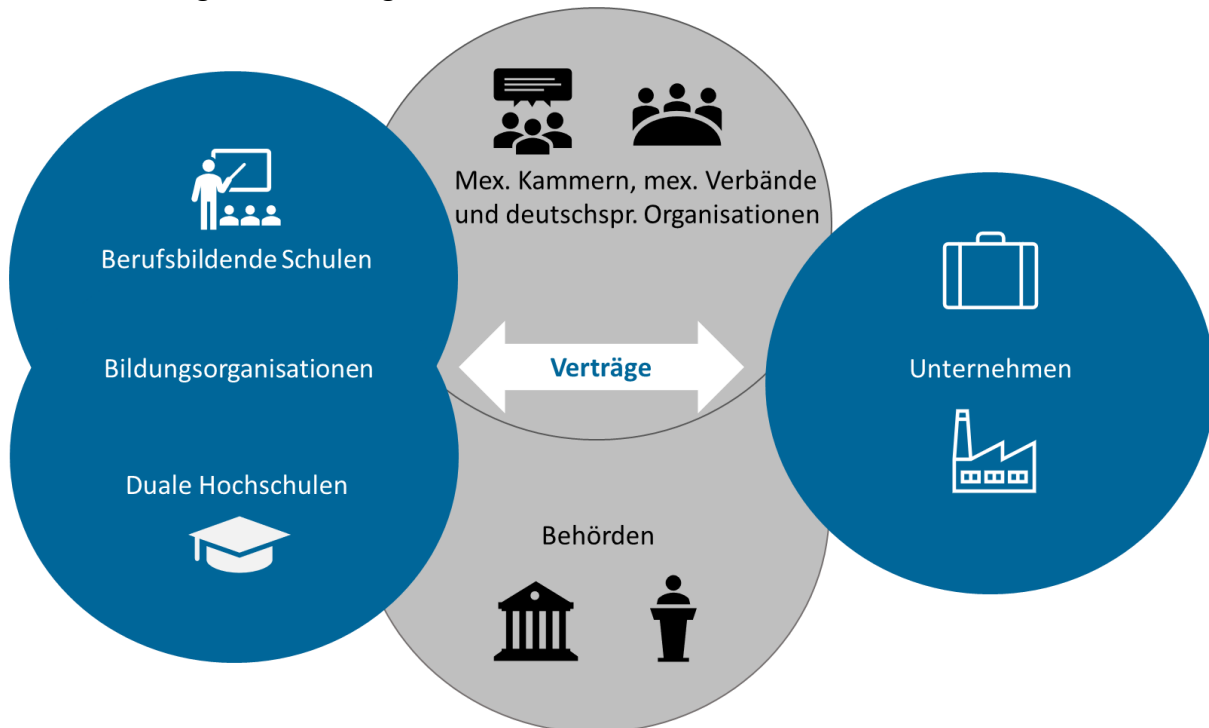 Mex. Kammern, mex. Verbände
und deutschspr. Organisationen
Berufsbildende Schulen
Bildungsorganisationen
Verträge
Unternehmen
Duale Hochschulen
Behörden